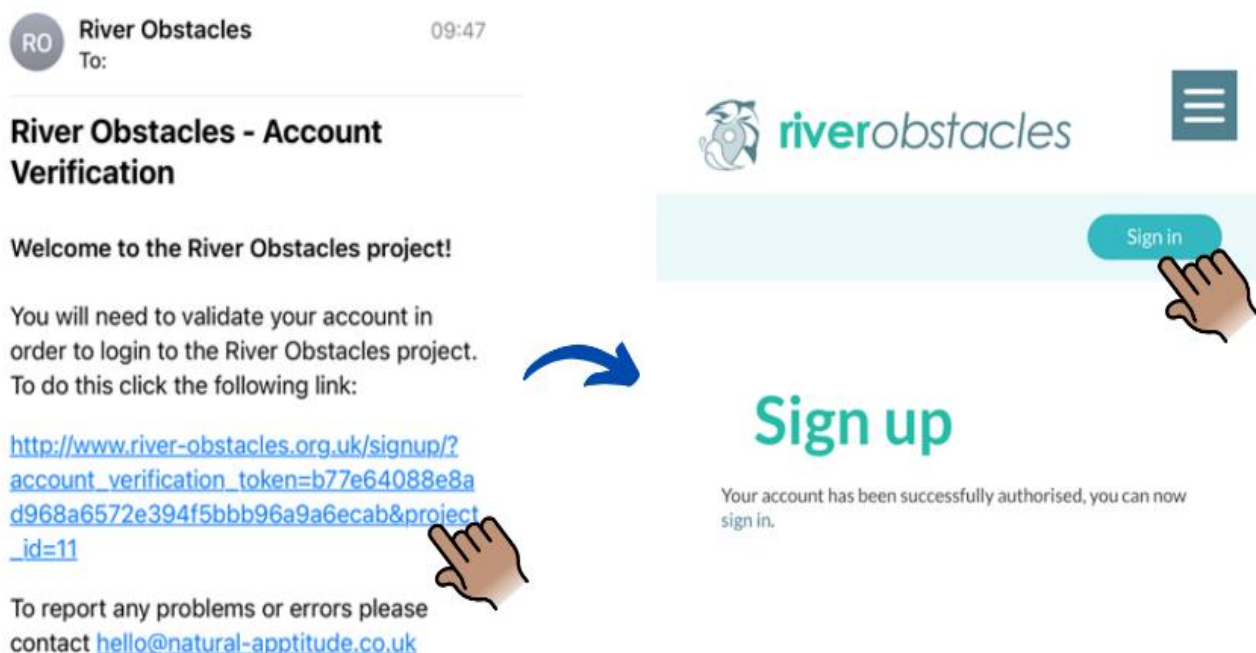 RO
River Obstacles
09:47
To:
River Obstacles - Account
Verification
Welcome to the River Obstacles project!
You will need to validate your account in
order to login to the River Obstacles project.
To do this click the following link:
http://www.river-obstacles.org.uk/signup/?
account_verification_token=b77e64088e8a
d968a6572e394f5bbb96a9a6ecab&project
_id=11
To report any problems or errors please
contact hello@natural-apptitude.co.uk
riverobstacles
Sign in
Sign up
Your account has been successfully authorised, you can now
sign in.